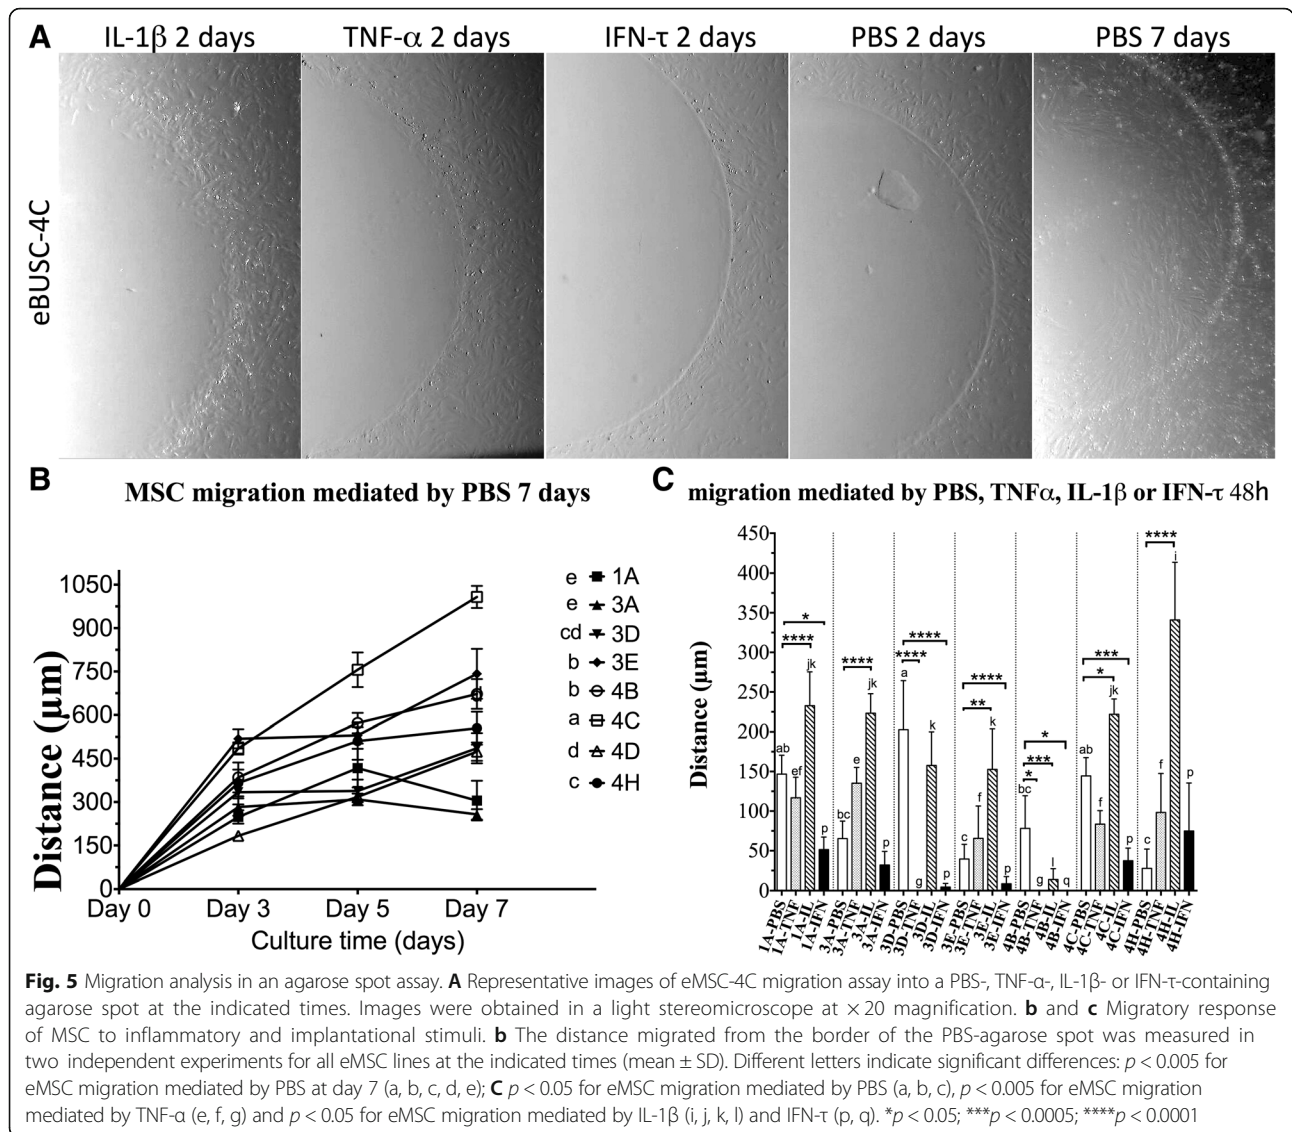 A
IL-1β 2 days
TNF-α 2 days
IFN-τ 2 days
PBS 2 days
PBS 7 days
eBUSC-4C
B
MSC migration mediated by PBS 7 days
Distance (µm)
1050
900
750
600
450
300
150
0
Day 0
Day 3
Day 5
Day 7
Culture time (days)
e 1A
e 3A
cd 3D
b 3E
b 4B
a 4C
d 4D
c 4H
C
migration mediated by PBS, TNFα, IL-1β or IFN-τ 48h
Distance (µm)
450
400
350
300
250
200
150
100
50
0
*
****
ab
ef
jk
p
****
bc
e
jk
p
****
****
a
g
k
p
****
**
c
f
k
p
*
***
*
bc
g
l
q
***
*
ab
f
jk
p
****
c
f
i
p
1A-PBS
1A-TNF
1A-IL
1A-IFN
3A-PBS
3A-TNF
3A-IL
3A-IFN
3D-PBS
3D-TNF
3D-IL
3D-IFN
3E-PBS
3E-TNF
3E-IL
3E-IFN
4B-PBS
4B-TNF
4B-IL
4B-IFN
4C-PBS
4C-TNF
4C-IL
4C-IFN
4H-PBS
4H-TNF
4H-IL
4H-IFN
Fig. 5 Migration analysis in an agarose spot assay. A Representative images of eMSC-4C migration assay into a PBS-, TNF-α-, IL-1β- or IFN-τ-containing
agarose spot at the indicated times. Images were obtained in a light stereomicroscope at × 20 magnification. b and c Migratory response
of MSC to inflammatory and implantational stimuli. b The distance migrated from the border of the PBS-agarose spot was measured in
two independent experiments for all eMSC lines at the indicated times (mean ± SD). Different letters indicate significant differences: p < 0.005 for
eMSC migration mediated by PBS at day 7 (a, b, c, d, e); C p < 0.05 for eMSC migration mediated by PBS (a, b, c), p < 0.005 for eMSC migration
mediated by TNF-α (e, f, g) and p < 0.05 for eMSC migration mediated by IL-1β (i, j, k, l) and IFN-τ (p, q). *p < 0.05; ***p < 0.0005; ****p < 0.0001